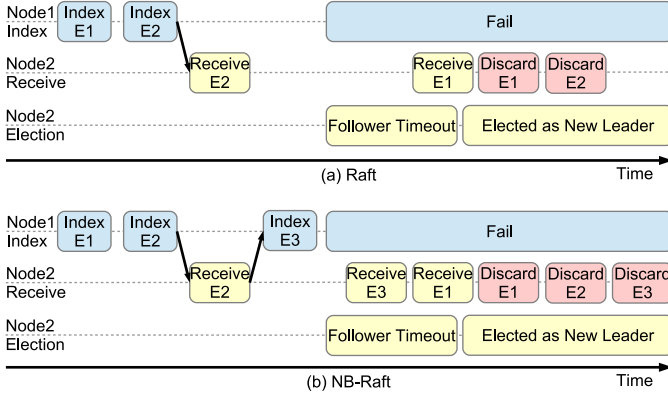 Node1
Index
Index
E1
Index
E2
Fail
Node2
Receive
Receive
E2
Receive
E1
Discard
E1
Discard
E2
Node2
Election
Follower Timeout
Elected as New Leader
(a) Raft
Time
Node1
Index
Index
E1
Index
E2
Index
E3
Fail
Node2
Receive
Receive
E2
Receive
E3
Receive
E1
Discard
E1
Discard
E2
Discard
E3
Node2
Election
Follower Timeout
Elected as New Leader
(b) NB-Raft
Time